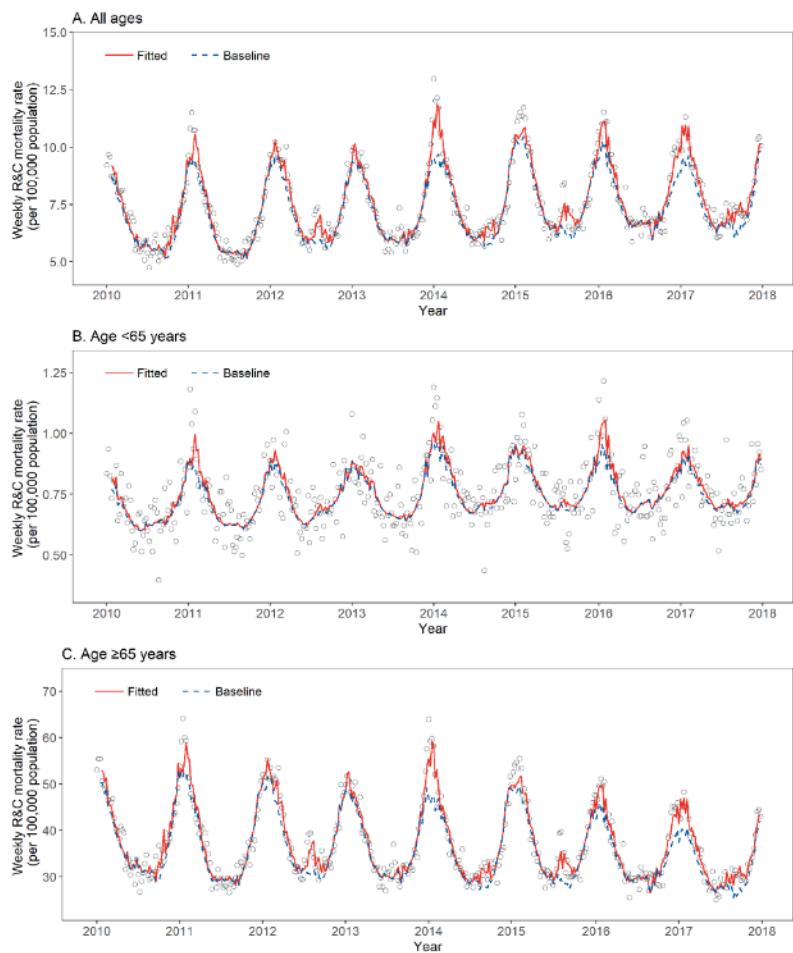 A. All ages
Fitted Baseline
Weekly R&C mortality rate
(per 100,000 population)
15.0
12.5
10.0
7.5
5.0
2010 2011 2012 2013 2014 2015 2016 2017 2018
Year
B. Age <65 years
Fitted Baseline
Weekly R&C mortality rate
(per 100,000 population)
1.25
1.00
0.75
0.50
2010 2011 2012 2013 2014 2015 2016 2017 2018
Year
C. Age ≥65 years
Fitted Baseline
Weekly R&C mortality rate
(per 100,000 population)
70
60
50
40
30
2010 2011 2012 2013 2014 2015 2016 2017 2018
Year